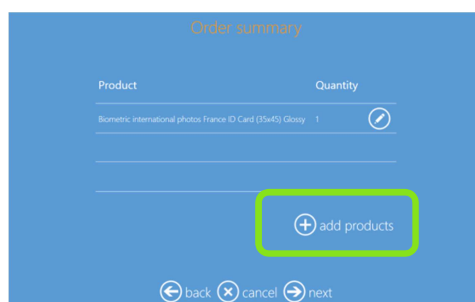 Order summary
Product Quantity
Biometric international photos France ID Card (35x45) Glossy 1
add products
back cancel next